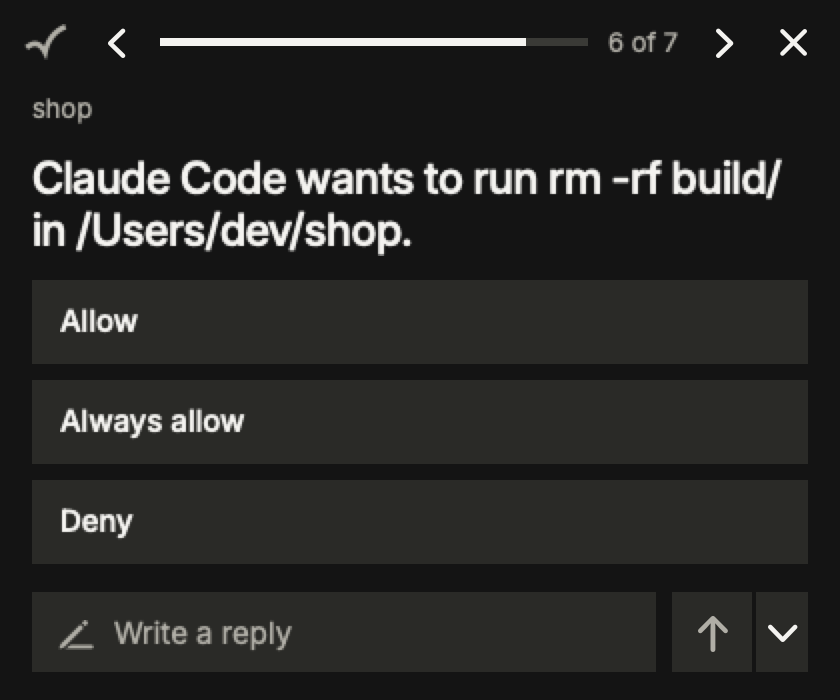 6 of 7
shop
Claude Code wants to run rm -rf build/
in /Users/dev/shop.
Allow
Always allow
Deny
Write a reply